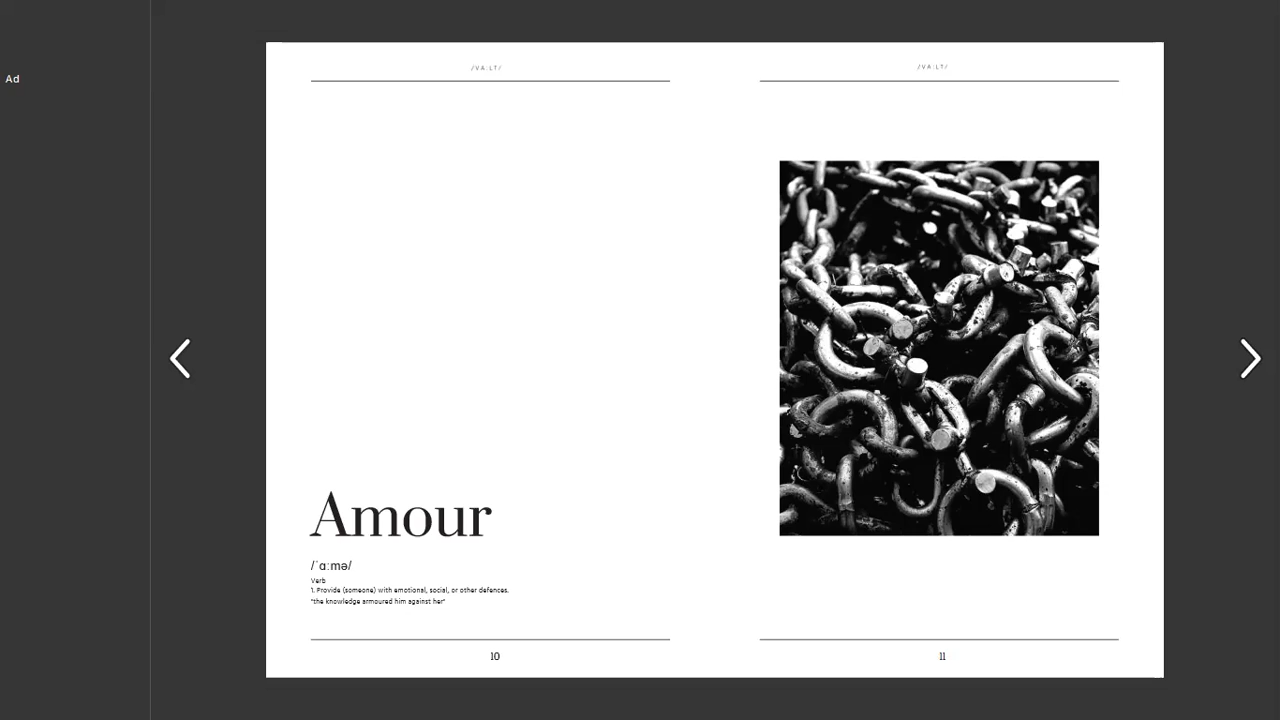 Ad
/VA:LT/
Amour
/ˈɑːmə/
Verb
1. Provide (someone) with emotional, social, or other defences.
"the knowledge armoured him against her"
10
/VA:LT/
11